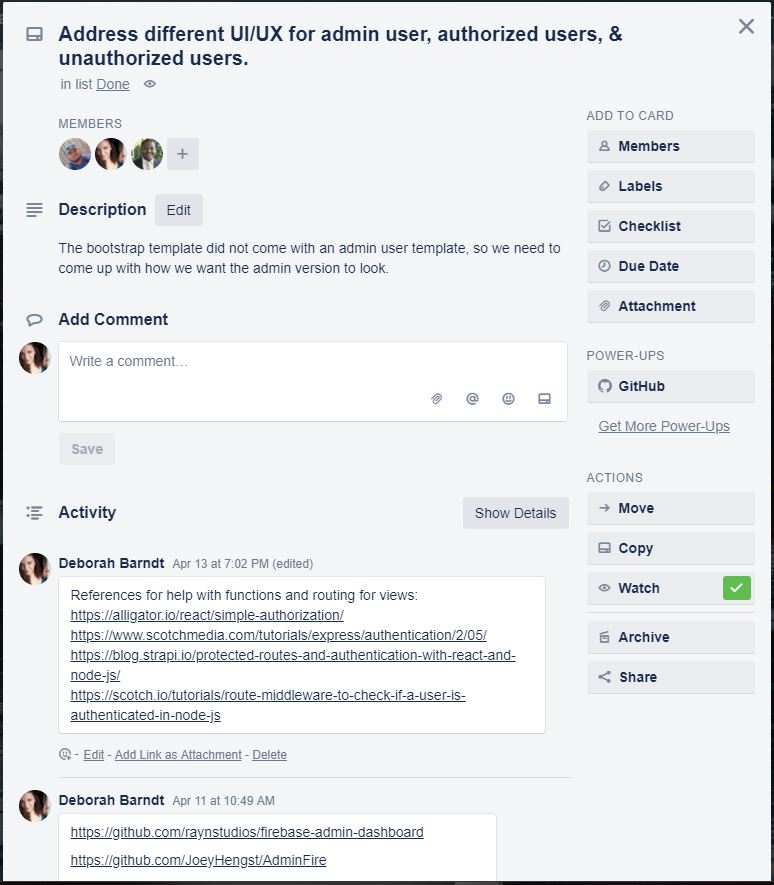 Address different UI/UX for admin user, authorized users, &
unauthorized users.
in list Done
MEMBERS
Description Edit
The bootstrap template did not come with an admin user template, so we need to
come up with how we want the admin version to look.
Add Comment
Write a comment…
Save
Activity Show Details
Deborah Barndt Apr 13 at 7:02 PM (edited)
References for help with functions and routing for views:
https://alligator.io/react/simple-authorization/
https://www.scotchmedia.com/tutorials/express/authentication/2/05/
https://blog.strapi.io/protected-routes-and-authentication-with-react-and-
node-js/
https://scotch.io/tutorials/route-middleware-to-check-if-a-user-is-
authenticated-in-node-js
- Edit - Add Link as Attachment - Delete
Deborah Barndt Apr 11 at 10:49 AM
https://github.com/raynstudios/firebase-admin-dashboard
https://github.com/JoeyHengst/AdminFire
ADD TO CARD
Members
Labels
Checklist
Due Date
Attachment
POWER-UPS
GitHub
Get More Power-Ups
ACTIONS
Move
Copy
Watch
Archive
Share